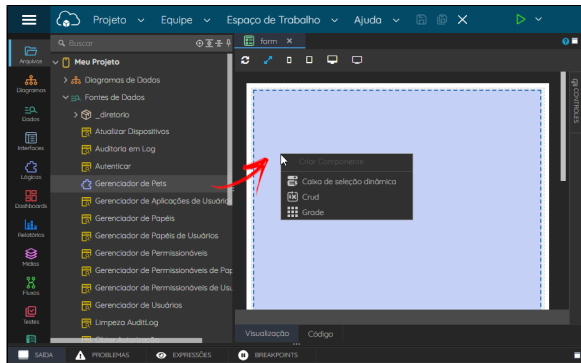 Projeto Equipe Espaço de Trabalho Ajuda
Buscar
form
Arquivos
Meu Projeto
Diagramas de Dados
Diagramas
Fontes de Dados
_diretorio
Dados
Atualizar Dispositivos
Auditoria em Log
Interfaces
Autenticar
Lógicas
Gerenciador de Pets
Gerenciador de Aplicações de Usuário
Dashboards
Gerenciador de Papéis
Gerenciador de Papéis de Usuários
Relatórios
Gerenciador de Permissionáveis
Mídias
Gerenciador de Permissionáveis de Pap
Gerenciador de Permissionáveis de Usu
Fluxos
Gerenciador de Usuários
Testes
Limpeza AuditLog
Criar Componente
Caixa de seleção dinâmica
Crud
Grade
CONTROLES
Visualização Código
SAÍDA PROBLEMAS EXPRESSÕES BREAKPOINTS